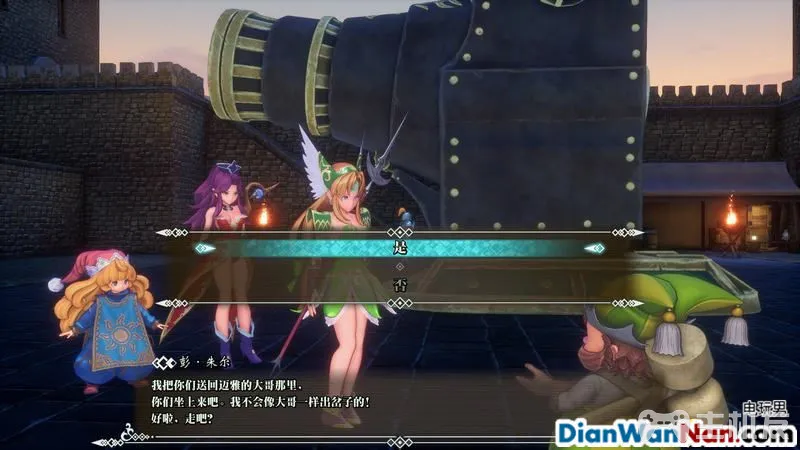 是
否
彭·朱尔
我把你们送回迈雅的大哥那里，
你们坐上来吧。我不会像大哥一样出岔子的！
好啦，走吧？
电玩男
DianWanNan.com